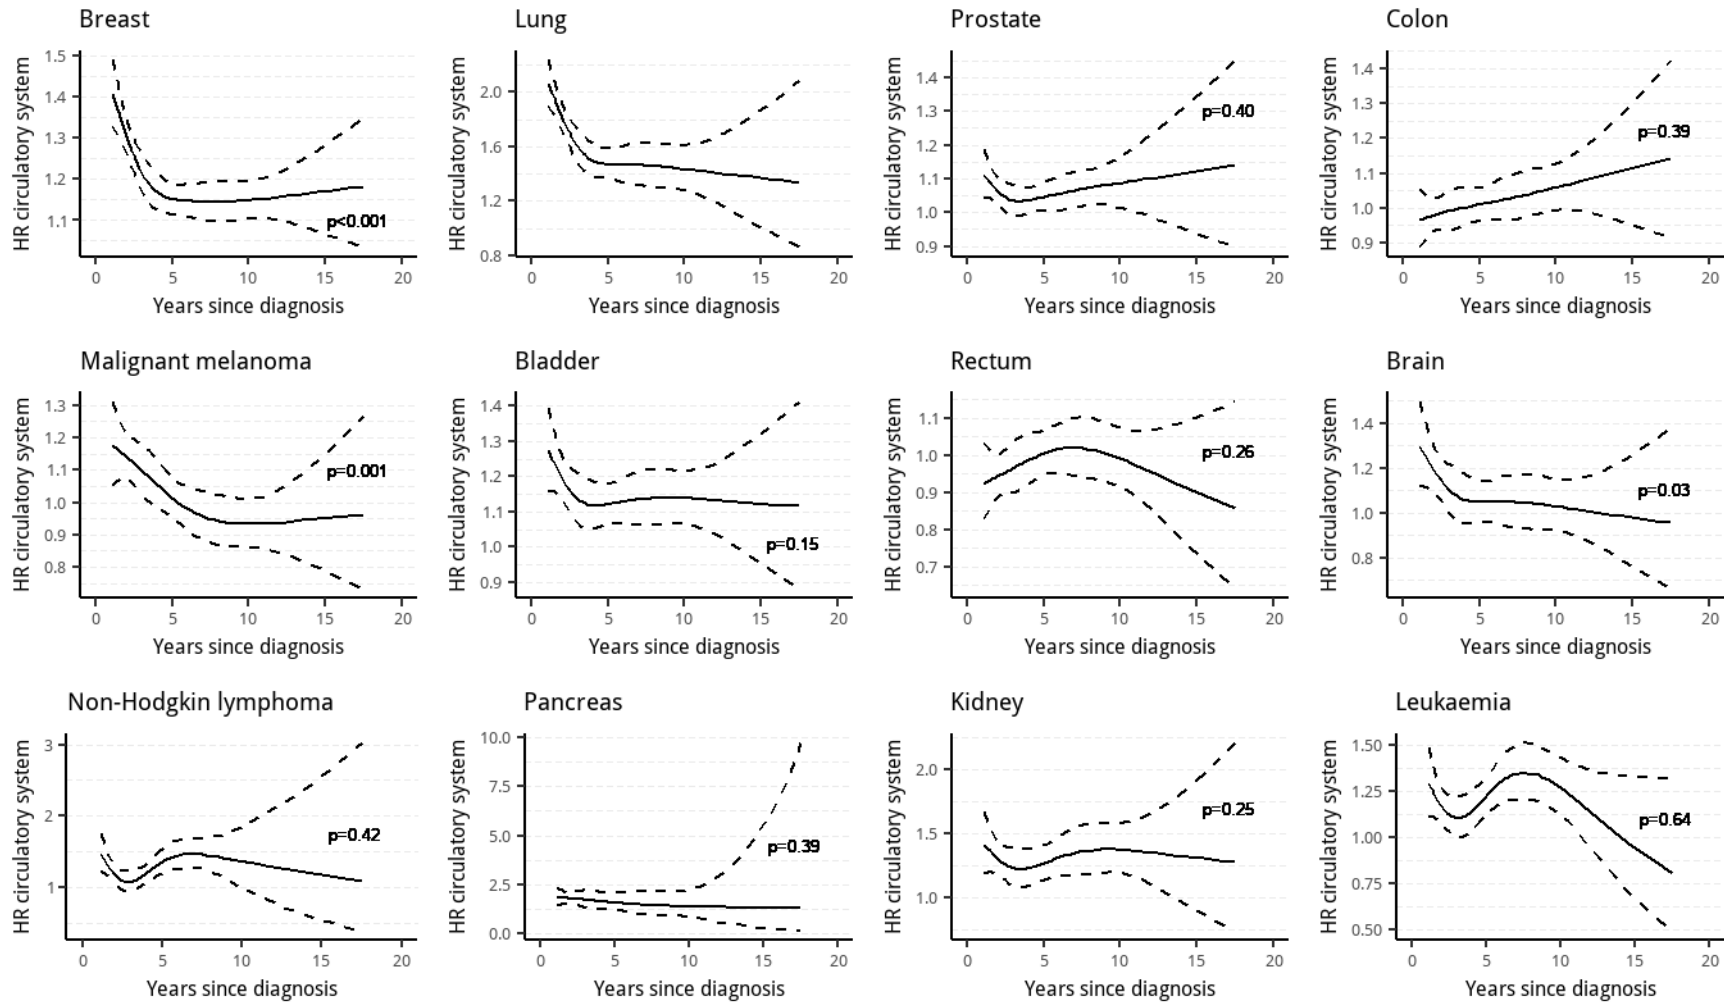 Breast
HR circulatory system
1.5
1.4
1.3
1.2
1.1
p<0.001
0 5 10 15 20
Years since diagnosis
Lung
HR circulatory system
2.0
1.6
1.2
0.8
0 5 10 15 20
Years since diagnosis
Prostate
HR circulatory system
1.4
1.3
1.2
1.1
1.0
0.9
p=0.40
0 5 10 15 20
Years since diagnosis
Colon
HR circulatory system
1.4
1.3
1.2
1.1
1.0
0.9
p=0.39
0 5 10 15 20
Years since diagnosis
Malignant melanoma
HR circulatory system
1.3
1.2
1.1
1.0
0.9
0.8
p=0.001
0 5 10 15 20
Years since diagnosis
Bladder
HR circulatory system
1.4
1.3
1.2
1.1
1.0
0.9
p=0.15
0 5 10 15 20
Years since diagnosis
Rectum
HR circulatory system
1.1
1.0
0.9
0.8
0.7
p=0.26
0 5 10 15 20
Years since diagnosis
Brain
HR circulatory system
1.4
1.2
1.0
0.8
p=0.03
0 5 10 15 20
Years since diagnosis
Non-Hodgkin lymphoma
HR circulatory system
3
2
1
p=0.42
0 5 10 15 20
Years since diagnosis
Pancreas
HR circulatory system
10.0
7.5
5.0
2.5
0.0
p=0.39
0 5 10 15 20
Years since diagnosis
Kidney
HR circulatory system
2.0
1.5
1.0
p=0.25
0 5 10 15 20
Years since diagnosis
Leukaemia
HR circulatory system
1.50
1.25
1.00
0.75
0.50
p=0.64
0 5 10 15 20
Years since diagnosis